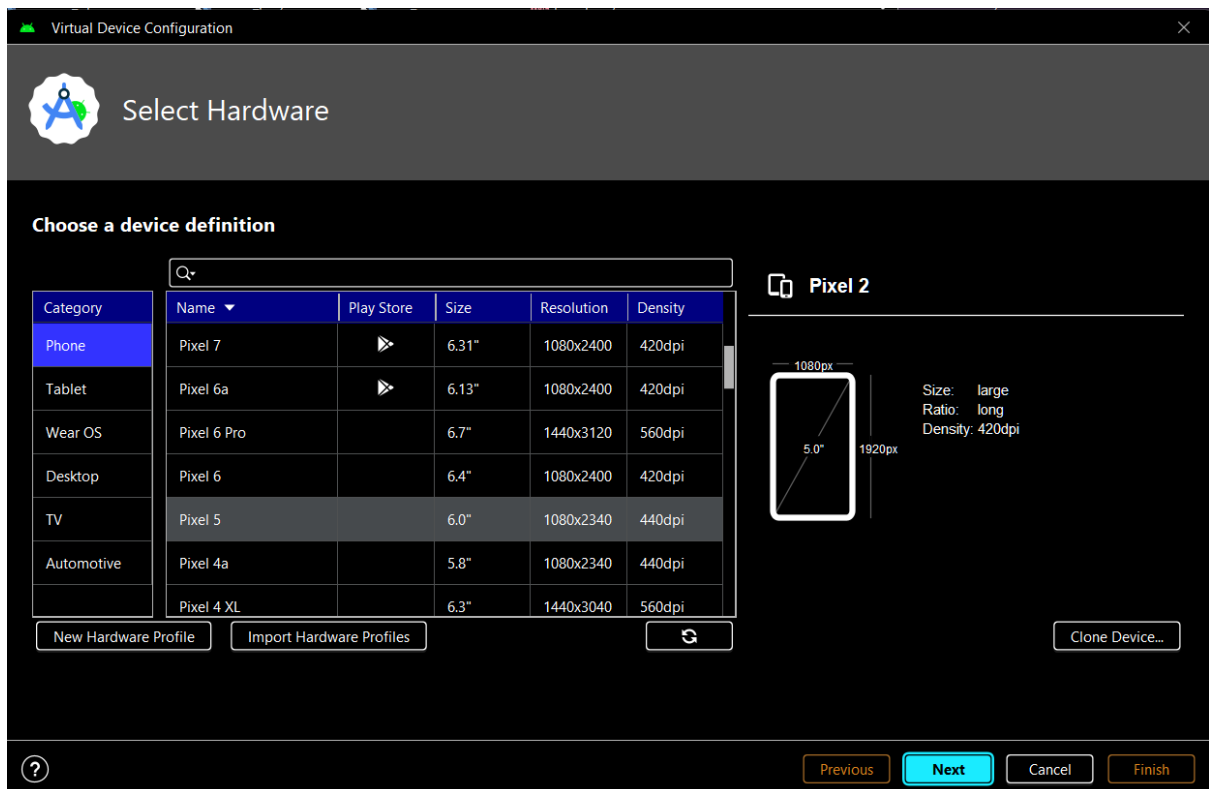 Virtual Device Configuration
Select Hardware
Choose a device definition
Category
Phone
Tablet
Wear OS
Desktop
TV
Automotive
Name Play Store Size Resolution Density
Pixel 7 6.31" 1080x2400 420dpi
Pixel 6a 6.13" 1080x2400 420dpi
Pixel 6 Pro 6.7" 1440x3120 560dpi
Pixel 6 6.4" 1080x2400 420dpi
Pixel 5 6.0" 1080x2340 440dpi
Pixel 4a 5.8" 1080x2340 440dpi
Pixel 4 XL 6.3" 1440x3040 560dpi
New Hardware Profile Import Hardware Profiles
Pixel 2
1080px
5.0" 1920px
Size: large
Ratio: long
Density: 420dpi
Clone Device...
? Previous Next Cancel Finish